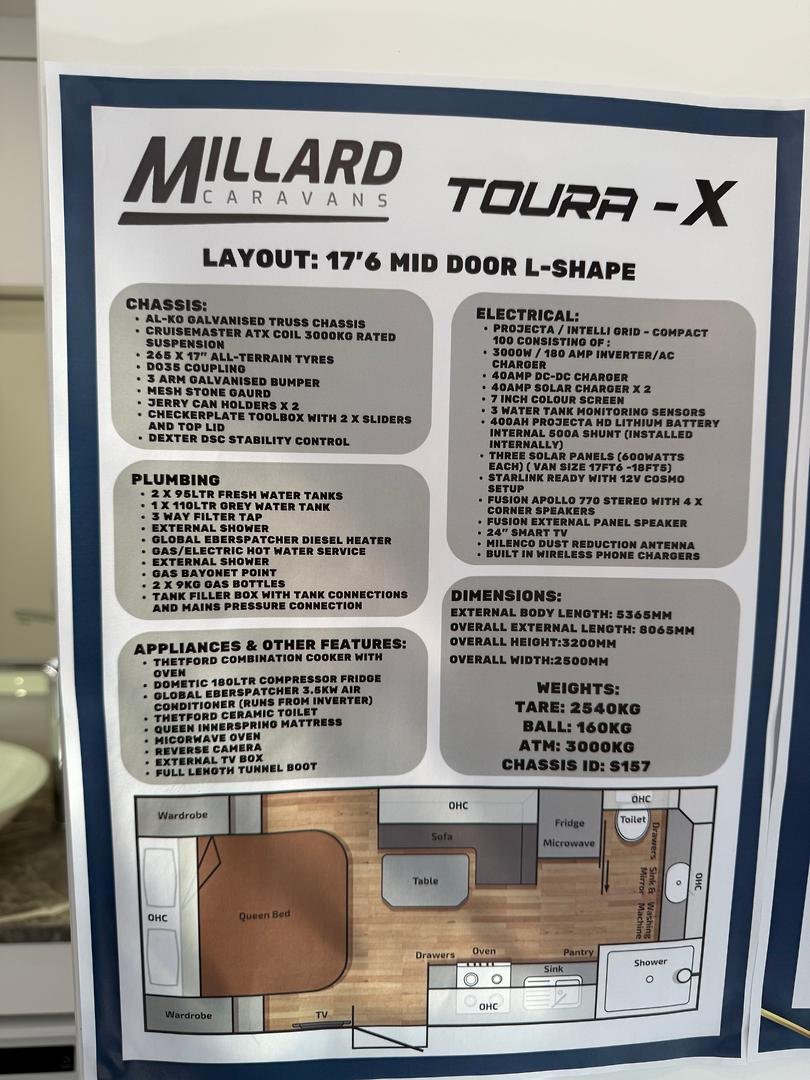 MILLARD
CARAVANS
TOURA-X
LAYOUT: 17'6 MID DOOR L-SHAPE
CHASSIS:
• AL-KO GALVANISED TRUSS CHASSIS
• CRUISEMASTER ATX COIL 3000KG RATED
SUSPENSION
• 265 X 17" ALL-TERRAIN TYRES
• DO35 COUPLING
• 3 ARM GALVANISED BUMPER
• MESH STONE GAURD
• JERRY CAN HOLDERS X 2
• CHECKERPLATE TOOLBOX WITH 2 X SLIDERS
AND TOP LID
• DEXTER DSC STABILITY CONTROL
PLUMBING
• 2 X 95LTR FRESH WATER TANKS
• 1 X 110LTR GREY WATER TANK
• 3 WAY FILTER TAP
• EXTERNAL SHOWER
• GLOBAL EBERSPATCHER DIESEL HEATER
• GAS/ELECTRIC HOT WATER SERVICE
• EXTERNAL SHOWER
• GAS BAYONET POINT
• 2 X 9KG GAS BOTTLES
• TANK FILLER BOX WITH TANK CONNECTIONS
AND MAINS PRESSURE CONNECTION
APPLIANCES & OTHER FEATURES:
• THETFORD COMBINATION COOKER WITH
OVEN
• DOMETIC 180LTR COMPRESSOR FRIDGE
• GLOBAL EBERSPATCHER 3.5KW AIR
CONDITIONER (RUNS FROM INVERTER)
• THETFORD CERAMIC TOILET
• QUEEN INNERSPRING MATTRESS
• MICORWAVE OVEN
• REVERSE CAMERA
• EXTERNAL TV BOX
• FULL LENGTH TUNNEL BOOT
ELECTRICAL:
• PROJECTA / INTELLI GRID - COMPACT
100 CONSISTING OF :
• 3000W / 180 AMP INVERTER/AC
CHARGER
• 40AMP DC-DC CHARGER
• 40AMP SOLAR CHARGER X 2
• 7 INCH COLOUR SCREEN
• 3 WATER TANK MONITORING SENSORS
• 400AH PROJECTA HD LITHIUM BATTERY
INTERNAL 500A SHUNT (INSTALLED
INTERNALLY)
• THREE SOLAR PANELS (600WATTS
EACH) ( VAN SIZE 17FT6 -18FT5)
• STARLINK READY WITH 12V COSMO
SETUP
• FUSION APOLLO 770 STEREO WITH 4 X
CORNER SPEAKERS
• FUSION EXTERNAL PANEL SPEAKER
• 24" SMART TV
• MILENCO DUST REDUCTION ANTENNA
• BUILT IN WIRELESS PHONE CHARGERS
DIMENSIONS:
EXTERNAL BODY LENGTH: 5365MM
OVERALL EXTERNAL LENGTH: 8065MM
OVERALL HEIGHT:3200MM
OVERALL WIDTH:2500MM
WEIGHTS:
TARE: 2540KG
BALL: 160KG
ATM: 3000KG
CHASSIS ID: S157
Wardrobe
OHC
Queen Bed
Wardrobe
TV
OHC
Sofa
Table
Fridge
Microwave
OHC
Toilet
Drawers
Sink &
Mirror
Washing
Machine
OHC
Drawers
Oven
Pantry
Sink
OHC
Shower